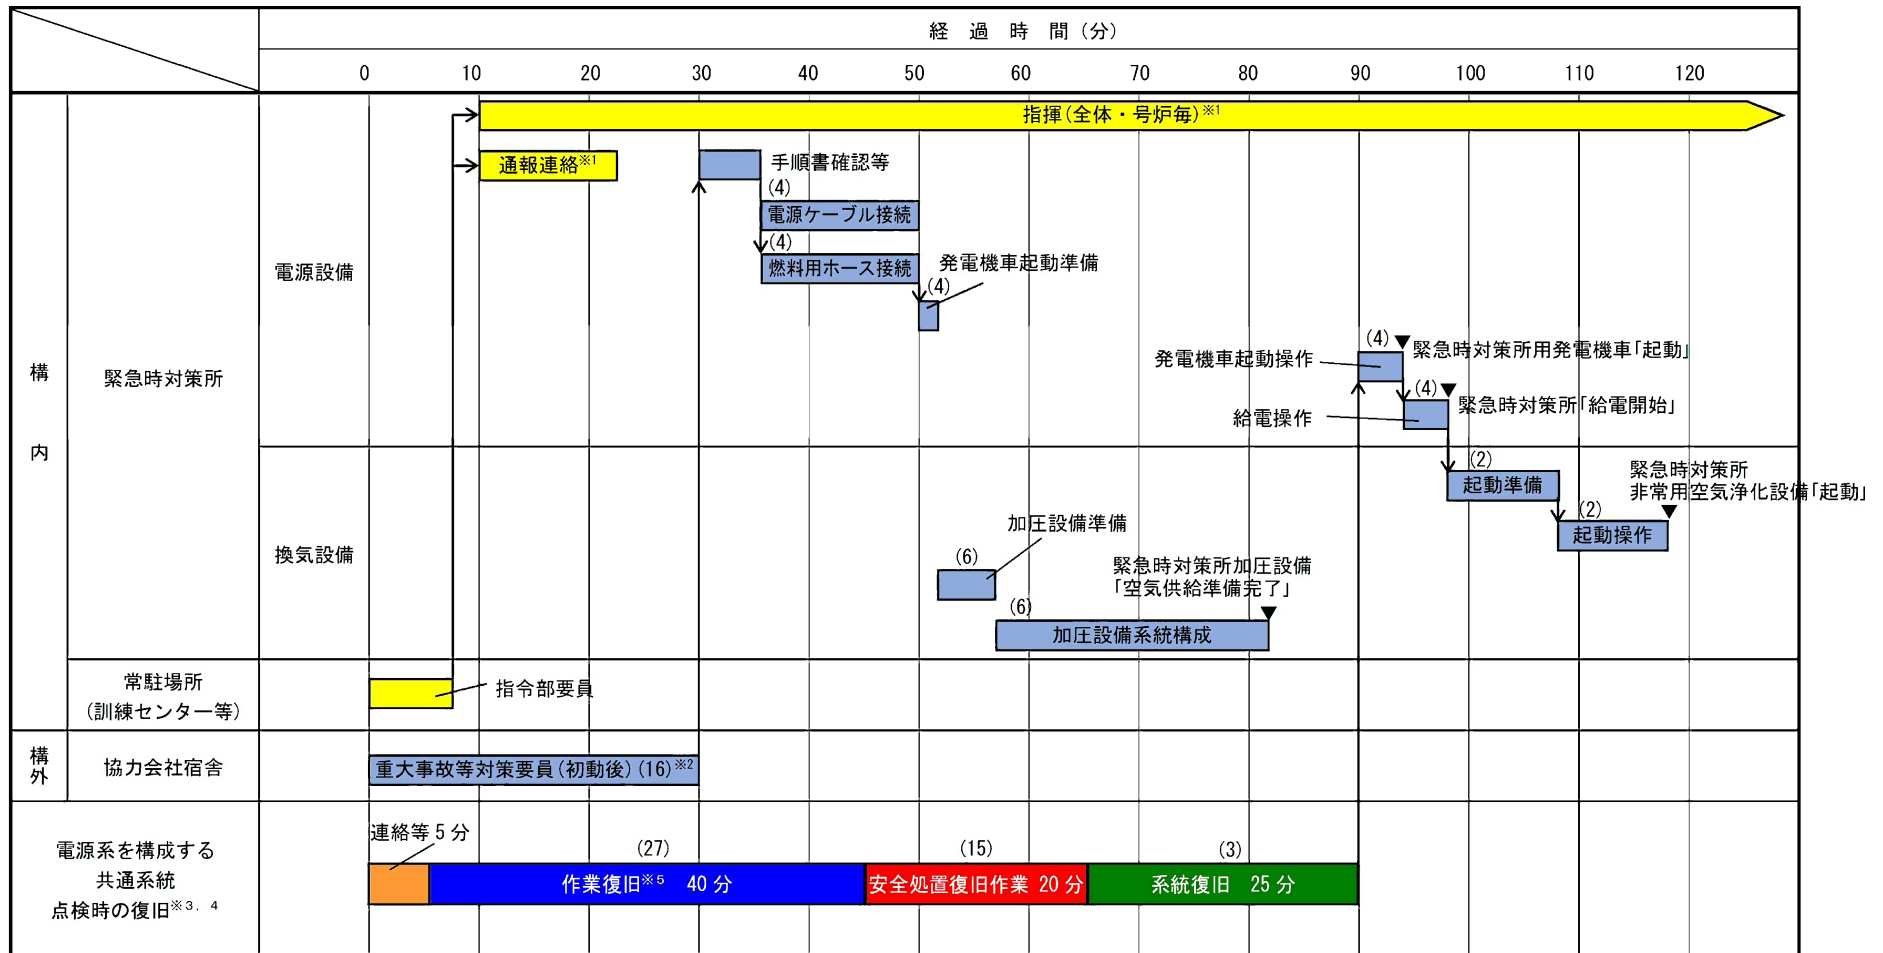 経 過 時 間（分）
0 10 20 30 40 50 60 70 80 90 100 110 120
指揮（全体・号炉毎）※1
通報連絡※1
手順書確認等
(4)
電源ケーブル接続
(4)
燃料用ホース接続
発電機車起動準備
(4)
電源設備
(4)
緊急時対策所用発電機車「起動」
発電機車起動操作
(4)
緊急時対策所「給電開始」
給電操作
構内
緊急時対策所
(2)
起動準備
緊急時対策所
非常用空気浄化設備「起動」
(2)
起動操作
換気設備
加圧設備準備
(6)
緊急時対策所加圧設備
「空気供給準備完了」
(6)
加圧設備系統構成
常駐場所
（訓練センター等）
指令部要員
構外
協力会社宿舎
重大事故等対策要員（初動後）(16)※2
電源系を構成する
共通系統
点検時の復旧※3．4
連絡等 5 分
(27)
作業復旧※5 40 分
(15)
安全処置復旧作業 20 分
(3)
系統復旧 25 分